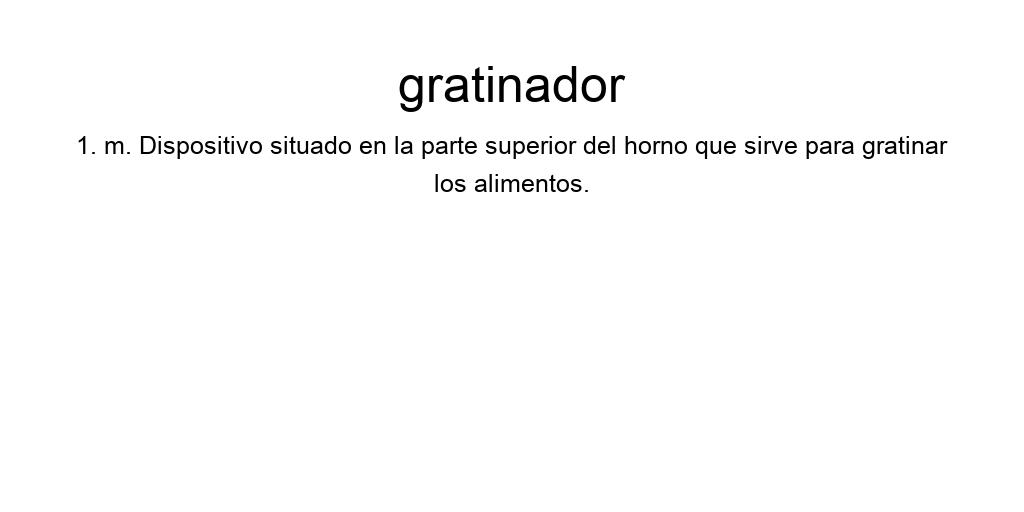 gratinador
1. m. Dispositivo situado en la parte superior del horno que sirve para gratinar
los alimentos.